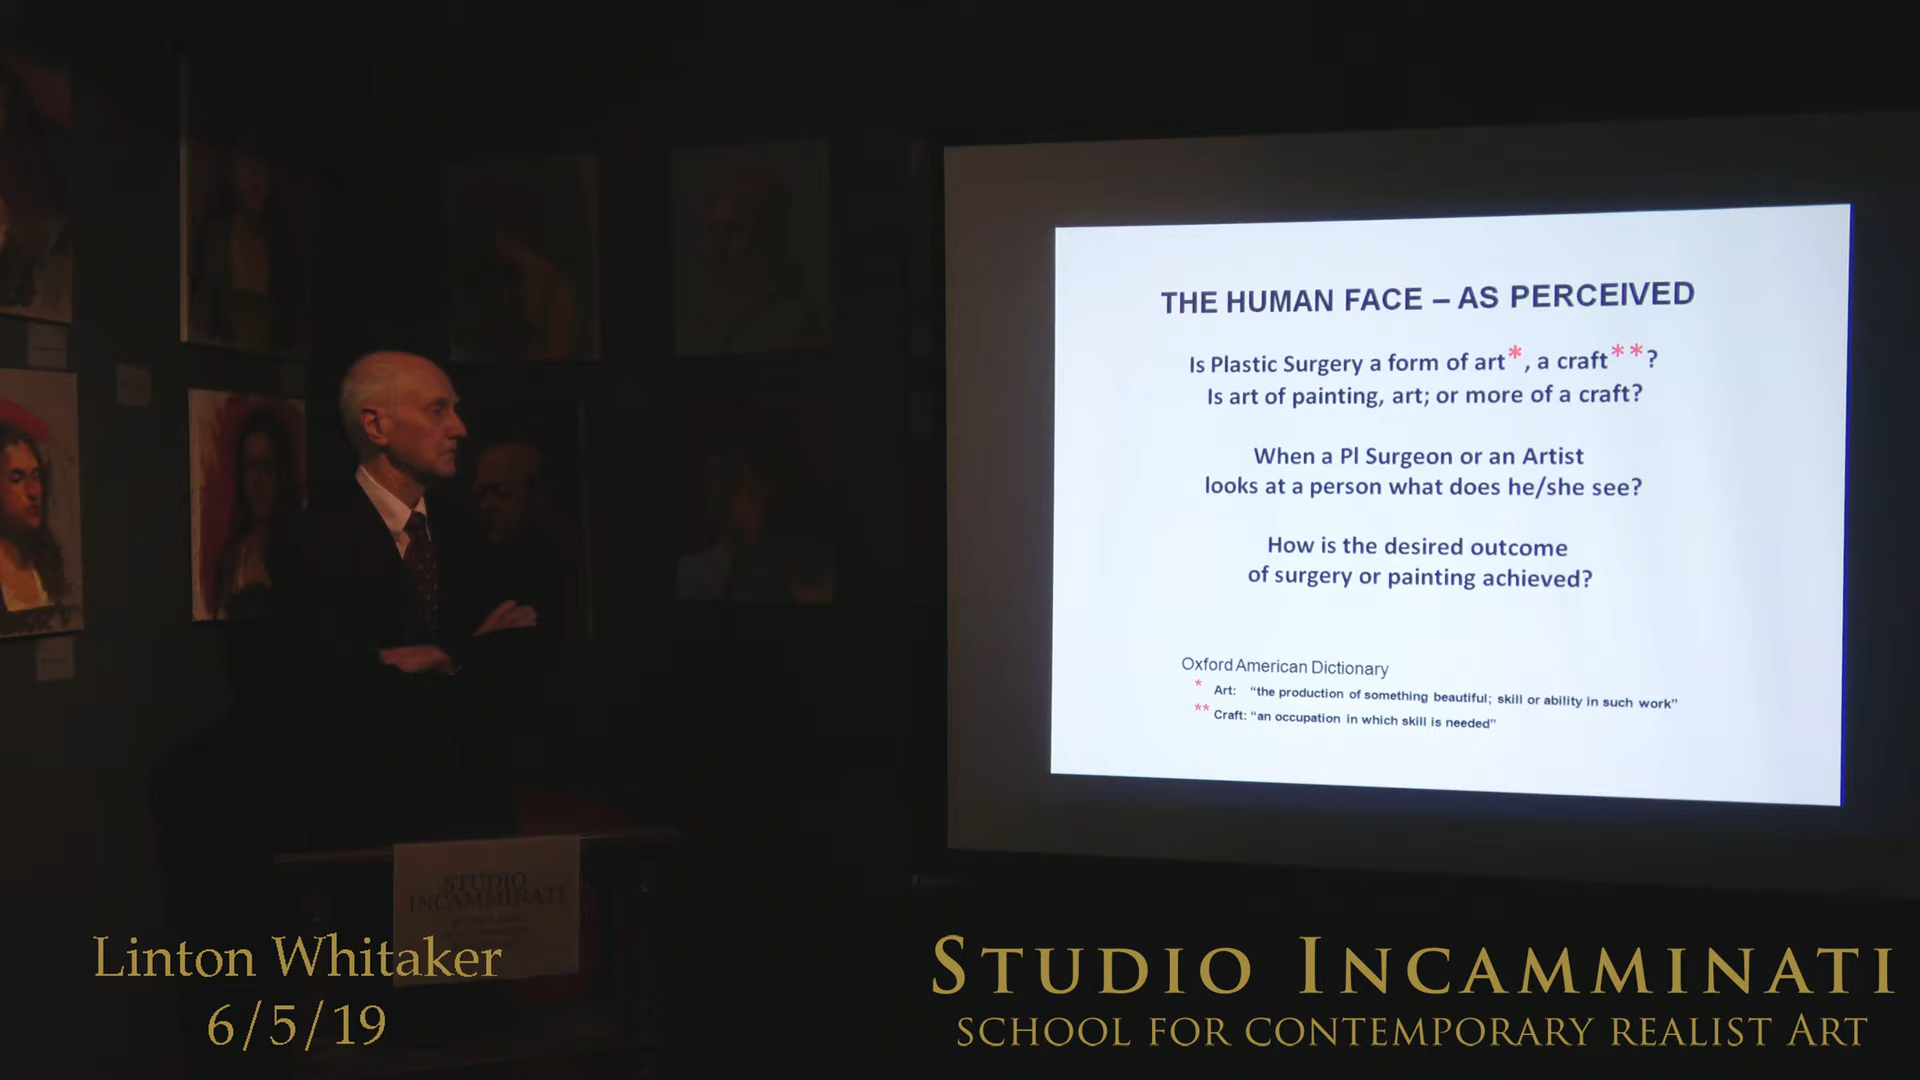 THE HUMAN FACE – AS PERCEIVED
Is Plastic Surgery a form of art*, a craft**?
Is art of painting, art; or more of a craft?
When a Pl Surgeon or an Artist
looks at a person what does he/she see?
How is the desired outcome
of surgery or painting achieved?
Oxford American Dictionary
* Art: “the production of something beautiful; skill or ability in such work”
** Craft: “an occupation in which skill is needed”
STUDIO
INCAMMINATI
Linton Whitaker
6/5/19
STUDIO INCAMMINATI
SCHOOL FOR CONTEMPORARY REALIST ART